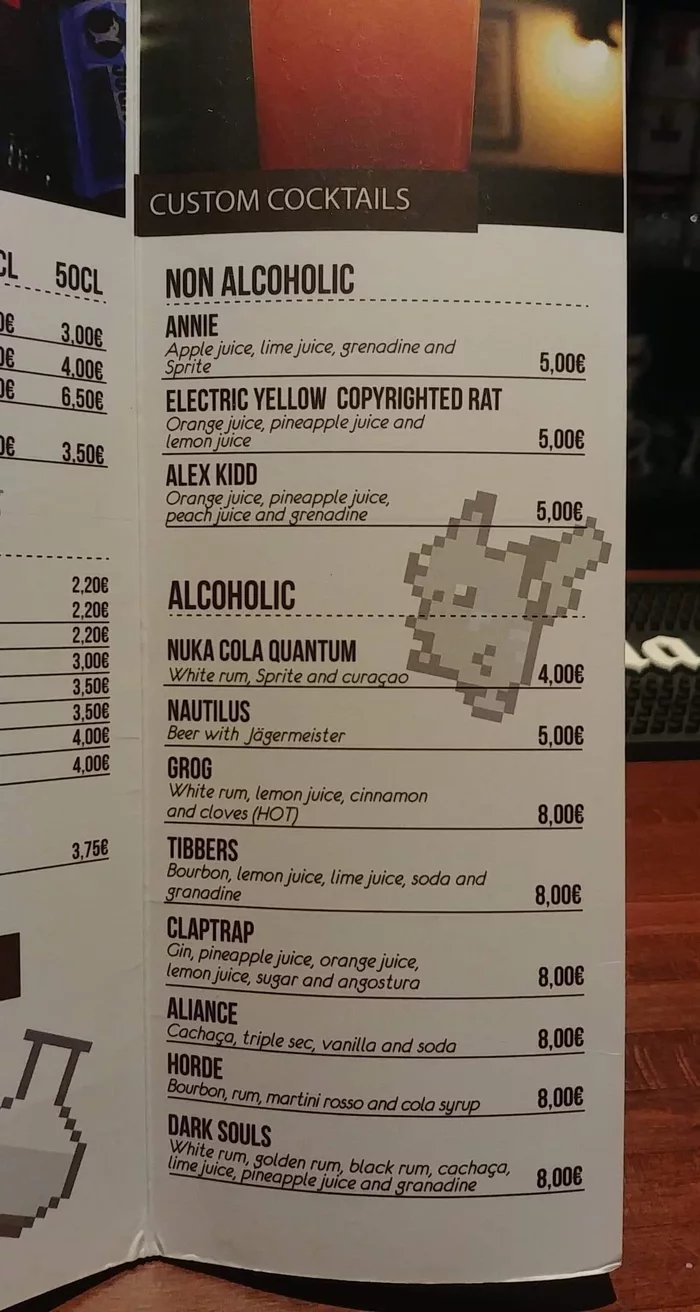 CL 50CL
0€ 3,00€
0€ 4,00€
0€ 6,50€
0€ 3,50€
2,20€
2,20€
2,20€
3,00€
3,50€
3,50€
4,00€
4,00€
3,75€
CUSTOM COCKTAILS
NON ALCOHOLIC
ANNIE
Apple juice, lime juice, grenadine and
Sprite 5,00€
ELECTRIC YELLOW COPYRIGHTED RAT
Orange juice, pineapple juice and
lemon juice 5,00€
ALEX KIDD
Orange juice, pineapple juice,
peach juice and grenadine 5,00€
ALCOHOLIC
NUKA COLA QUANTUM
White rum, Sprite and curaçao 4,00€
NAUTILUS
Beer with Jägermeister 5,00€
GROG
White rum, lemon juice, cinnamon
and cloves (HOT) 8,00€
TIBBERS
Bourbon, lemon juice, lime juice, soda and
granadine 8,00€
CLAPTRAP
Gin, pineapple juice, orange juice,
lemon juice, sugar and angostura 8,00€
ALIANCE
Cachaça, triple sec, vanilla and soda 8,00€
HORDE
Bourbon, rum, martini rosso and cola syrup 8,00€
DARK SOULS
White rum, golden rum, black rum, cachaça,
lime juice, pineapple juice and granadine 8,00€